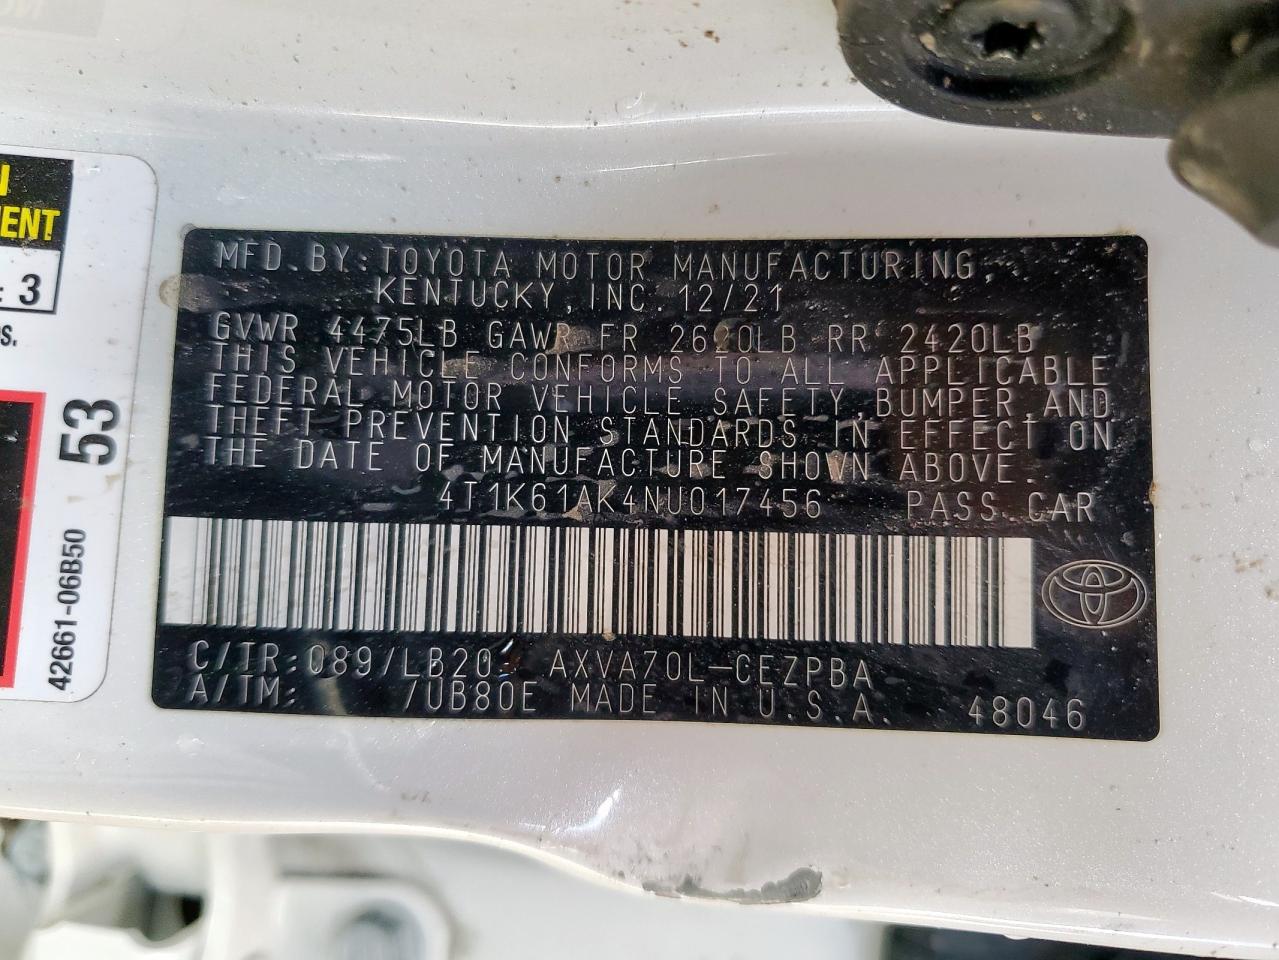 MFD.BY:TOYOTA MOTOR MANUFACTURING,
KENTUCKY,INC 12/21
GVWR 4475LB GAWR FR 2620LB RR 2420LB
THIS VEHICLE CONFORMS TO ALL APPLICABLE
FEDERAL MOTOR VEHICLE SAFETY,BUMPER,AND
THEFT PREVENTION STANDARDS IN EFFECT ON
THE DATE OF MANUFACTURE SHOWN ABOVE.
4T1K61AK4NU017456 PASS.CAR
C/TR:089/LB20 AXVA70L-CEZPBA
A/TM: /UB80E MADE IN U.S.A. 48046
ENT
: 3
S.
53
42661-06B50